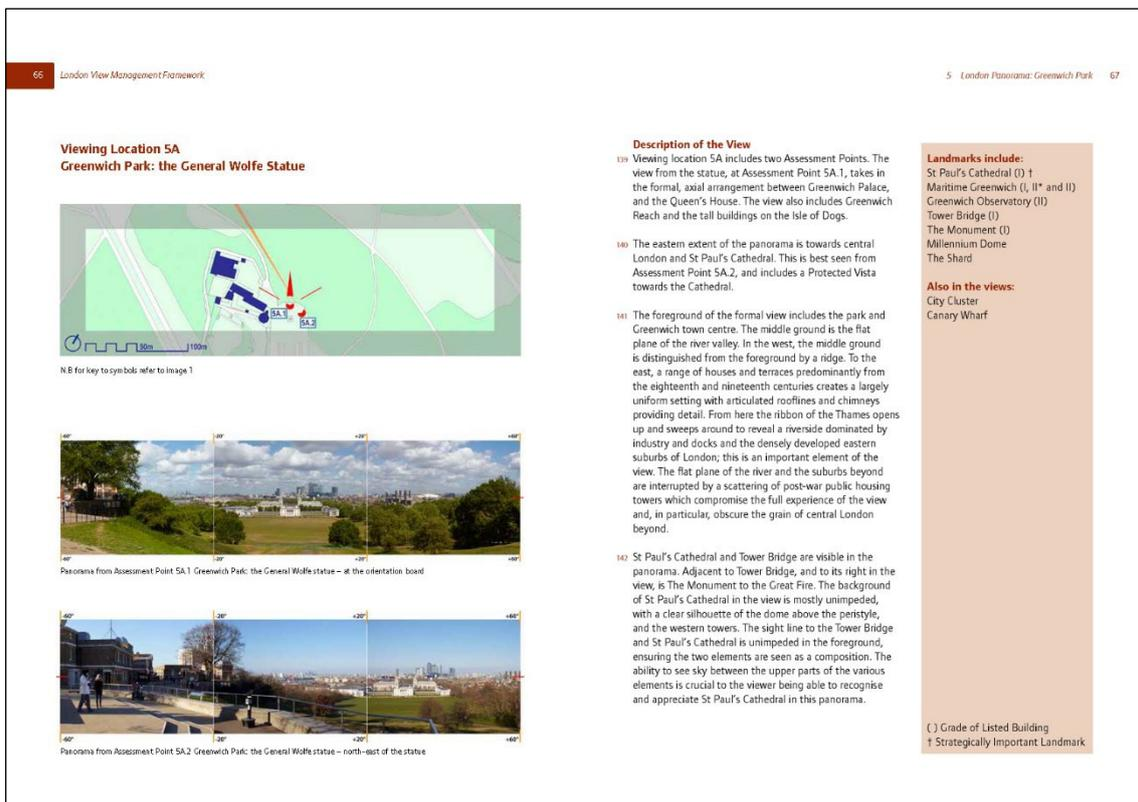 66 London View Management Framework
5 London Panorama: Greenwich Park 67
Viewing Location 5A
Greenwich Park: the General Wolfe Statue
5A.1
5A.2
50m
100m
N.B for key to symbols refer to image 1
-60° -20° +20° +60°
-60° -20° +20° +60°
Panorama from Assessment Point 5A.1 Greenwich Park: the General Wolfe statue – at the orientation board
-60° -20° +20° +60°
-60° -20° +20° +60°
Panorama from Assessment Point 5A.2 Greenwich Park: the General Wolfe statue – north-east of the statue
Description of the View
139 Viewing location 5A includes two Assessment Points. The
view from the statue, at Assessment Point 5A.1, takes in
the formal, axial arrangement between Greenwich Palace,
and the Queen's House. The view also includes Greenwich
Reach and the tall buildings on the Isle of Dogs.
140 The eastern extent of the panorama is towards central
London and St Paul's Cathedral. This is best seen from
Assessment Point 5A.2, and includes a Protected Vista
towards the Cathedral.
141 The foreground of the formal view includes the park and
Greenwich town centre. The middle ground is the flat
plane of the river valley. In the west, the middle ground
is distinguished from the foreground by a ridge. To the
east, a range of houses and terraces predominantly from
the eighteenth and nineteenth centuries creates a largely
uniform setting with articulated rooflines and chimneys
providing detail. From here the ribbon of the Thames opens
up and sweeps around to reveal a riverside dominated by
industry and docks and the densely developed eastern
suburbs of London; this is an important element of the
view. The flat plane of the river and the suburbs beyond
are interrupted by a scattering of post-war public housing
towers which compromise the full experience of the view
and, in particular, obscure the grain of central London
beyond.
142 St Paul's Cathedral and Tower Bridge are visible in the
panorama. Adjacent to Tower Bridge, and to its right in the
view, is The Monument to the Great Fire. The background
of St Paul's Cathedral in the view is mostly unimpeded,
with a clear silhouette of the dome above the peristyle,
and the western towers. The sight line to the Tower Bridge
and St Paul's Cathedral is unimpeded in the foreground,
ensuring the two elements are seen as a composition. The
ability to see sky between the upper parts of the various
elements is crucial to the viewer being able to recognise
and appreciate St Paul's Cathedral in this panorama.
Landmarks include:
St Paul's Cathedral (I) †
Maritime Greenwich (I, II* and II)
Greenwich Observatory (II)
Tower Bridge (I)
The Monument (I)
Millennium Dome
The Shard
Also in the views:
City Cluster
Canary Wharf
( ) Grade of Listed Building
† Strategically Important Landmark